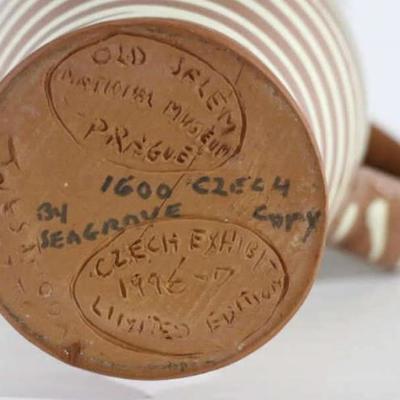 OLD SALEM
NATIONAL MUSEUM
PRAGUE
1600 CZECH
BY SEAGROVE COPY
CZECH EXHIBIT
1996-7
LIMITED EDITION